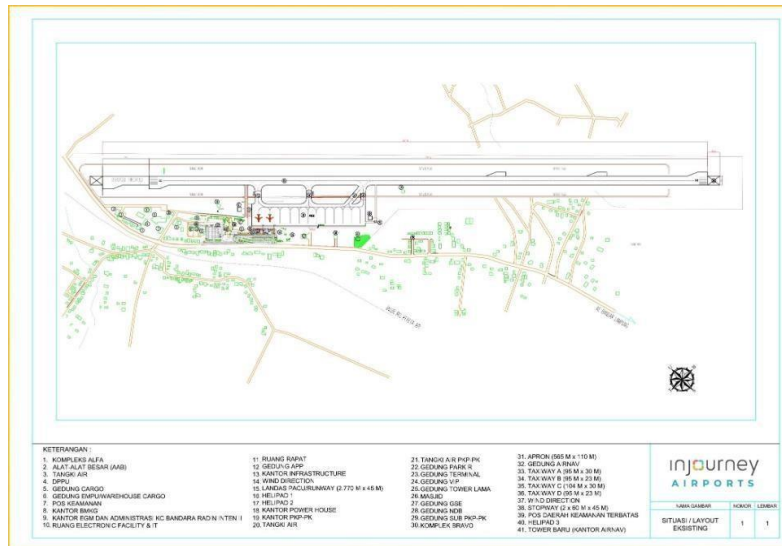 KETERANGAN :
1. KOMPLEKS ALFA
2. ALAT-ALAT BESAR (AAB)
3. TANGKI AIR
4. DPPU
5. GEDUNG CARGO
6. GEDUNG EMPU/WAREHOUSE CARGO
7. POS KEAMANAN
8. KANTOR BMKG
9. KANTOR EGM DAN ADMINISTRASI KC BANDARA RADIN INTEN II
10. RUANG ELECTRONIC FACILITY & IT
11. RUANG RAPAT
12. GEDUNG APP
13. KANTOR INFRASTRUCTURE
14. WIND DIRECTION
15. LANDAS PACU/RUNWAY (2.770 M x 45 M)
16. HELIPAD 1
17. HELIPAD 2
18. KANTOR POWER HOUSE
19. KANTOR PKP-PK
20. TANGKI AIR
21. TANGKI AIR PKP-PK
22. GEDUNG PARK R
23. GEDUNG TERMINAL
24. GEDUNG VIP
25. GEDUNG TOWER LAMA
26. MASJID
27. GEDUNG GSE
28. GEDUNG NDB
29. GEDUNG SUB PKP-PK
30. KOMPLEK BRAVO
31. APRON (565 M x 110 M)
32. GEDUNG AIRNAV
33. TAXIWAY A (95 M x 30 M)
34. TAXIWAY B (95 M x 23 M)
35. TAXIWAY C (104 M x 30 M)
36. TAXIWAY D (95 M x 23 M)
37. WIND DIRECTION
38. STOPWAY (2 x 60 M x 45 M)
39. POS DAERAH KEAMANAN TERBATAS
40. HELIPAD 3
41. TOWER BARU (KANTOR AIRNAV)
injourney
AIRPORTS
NAMA GAMBAR NOMOR LEMBAR
SITUASI / LAYOUT
EKSISTING
1 1